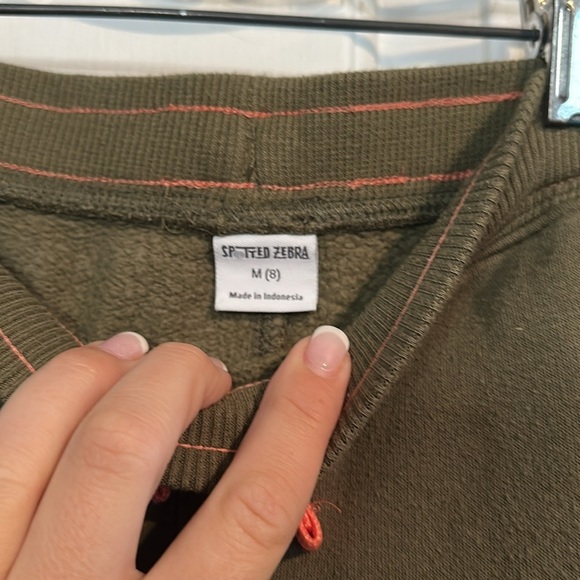 SPOTTED ZEBRA
M (8)
Made in Indonesia